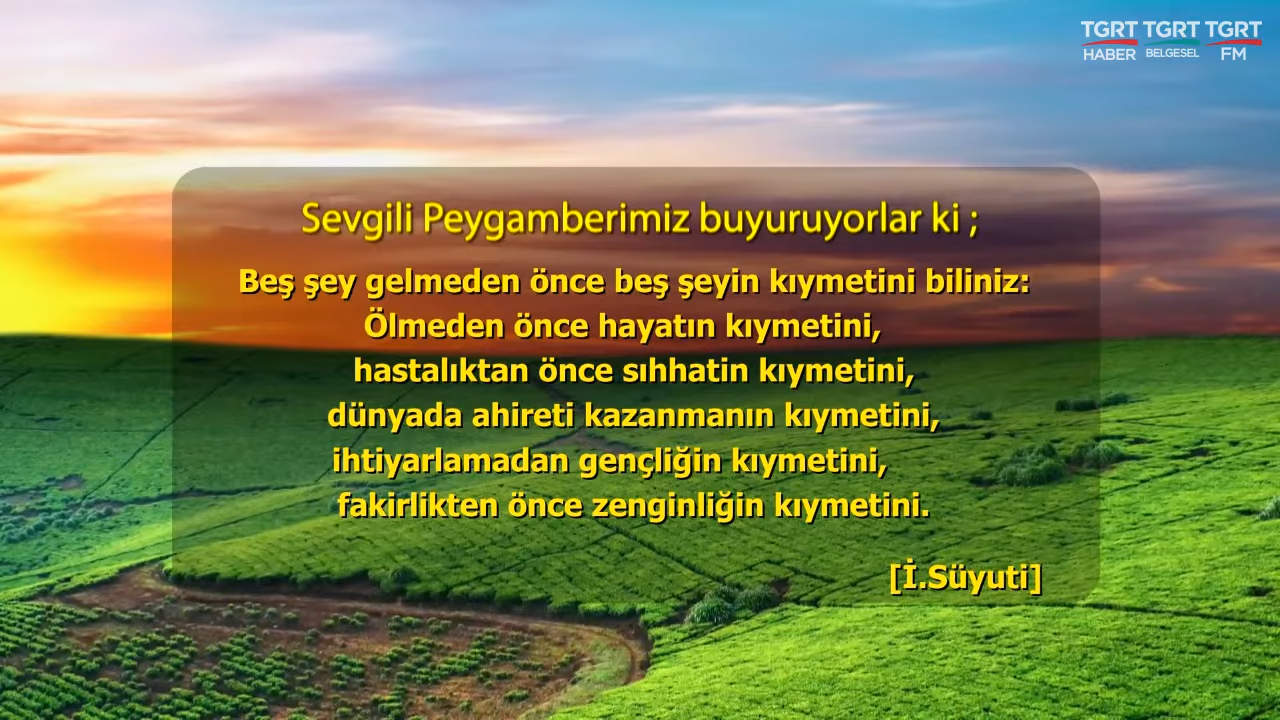 TGRT TGRT TGRT
HABER BELGESEL FM
Sevgili Peygamberimiz buyuruyorlar ki ;
Beş şey gelmeden önce beş şeyin kıymetini biliniz:
Ölmeden önce hayatın kıymetini,
hastalıktan önce sıhhatin kıymetini,
dünyada ahireti kazanmanın kıymetini,
ihtiyarlamadan gençliğin kıymetini,
fakirlikten önce zenginliğin kıymetini.
[İ.Süyuti]